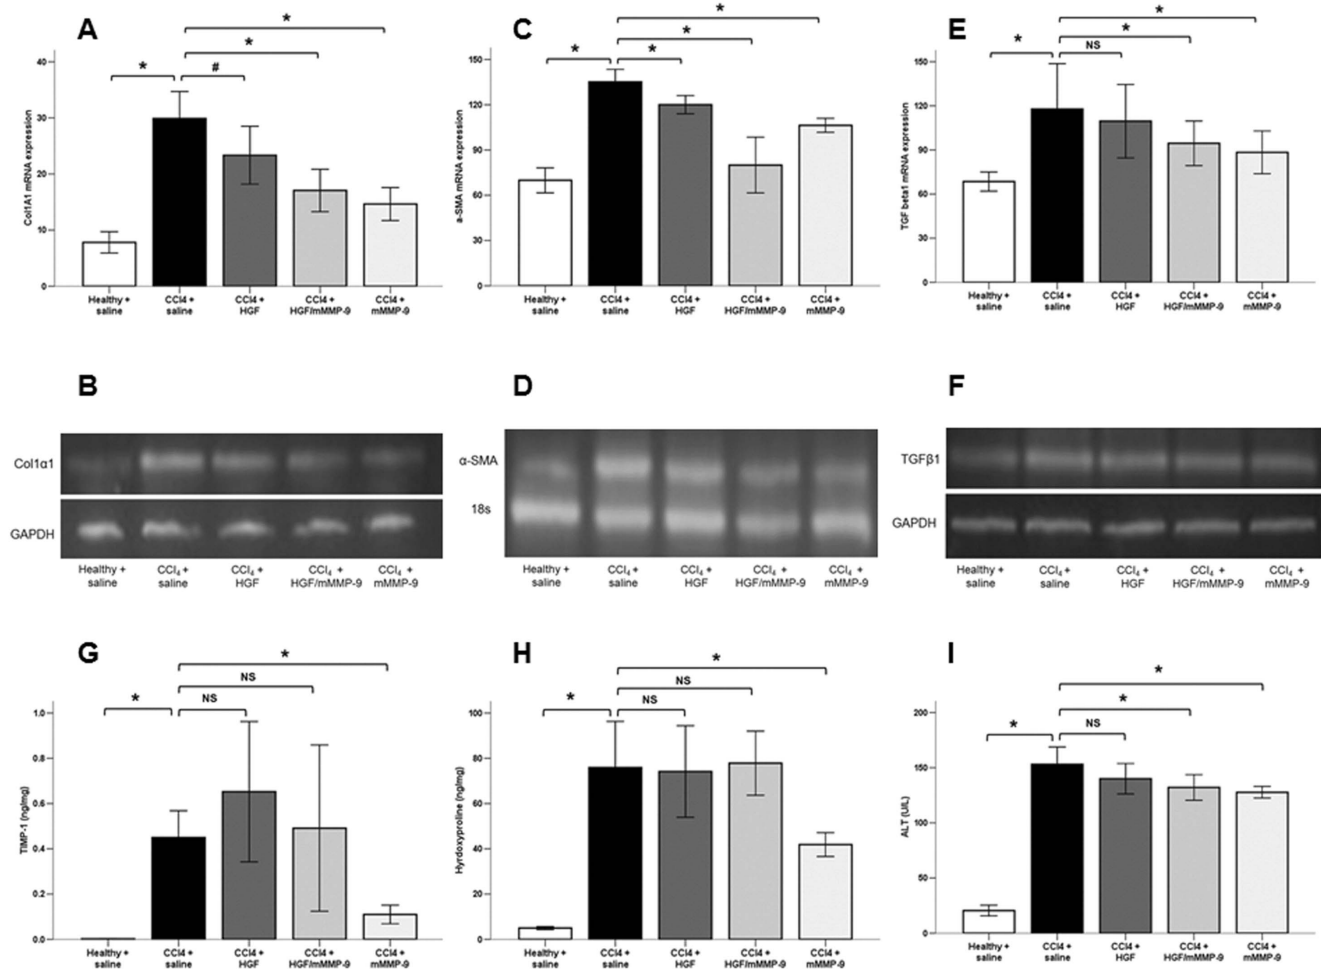 A
*
*
*
#
Col1A1 mRNA expression
40
30
20
10
0
Healthy + saline
CCl4 + saline
CCl4 + HGF
CCl4 + HGF/mMMP-9
CCl4 + mMMP-9
C
*
*
*
*
a-SMA mRNA expression
150
120
90
60
30
0
Healthy + saline
CCl4 + saline
CCl4 + HGF
CCl4 + HGF/mMMP-9
CCl4 + mMMP-9
E
*
*
*
NS
TGF beta1 mRNA expression
150
120
90
60
30
0
Healthy + saline
CCl4 + saline
CCl4 + HGF
CCl4 + HGF/mMMP-9
CCl4 + mMMP-9
B
Col1α1
GAPDH
Healthy + saline
CCl₄ + saline
CCl₄ + HGF
CCl₄ + HGF/mMMP-9
CCl₄ + mMMP-9
D
α-SMA
18s
Healthy + saline
CCl₄ + saline
CCl₄ + HGF
CCl₄ + HGF/mMMP-9
CCl₄ + mMMP-9
F
TGFβ1
GAPDH
Healthy + saline
CCl₄ + saline
CCl₄ + HGF
CCl₄ + HGF/mMMP-9
CCl₄ + mMMP-9
G
*
NS
*
NS
TIMP-1 (ng/mg)
1.0
0.8
0.6
0.4
0.2
0.0
Healthy + saline
CCl4 + saline
CCl4 + HGF
CCl4 + HGF/mMMP-9
CCl4 + mMMP-9
H
*
NS
*
NS
Hyrdoxyproline (ng/mg)
100
80
60
40
20
0
Healthy + saline
CCl4 + saline
CCl4 + HGF
CCl4 + HGF/mMMP-9
CCl4 + mMMP-9
I
*
*
*
NS
ALT (U/L)
200
150
100
50
0
Healthy + saline
CCl4 + saline
CCl4 + HGF
CCl4 + HGF/mMMP-9
CCl4 + mMMP-9